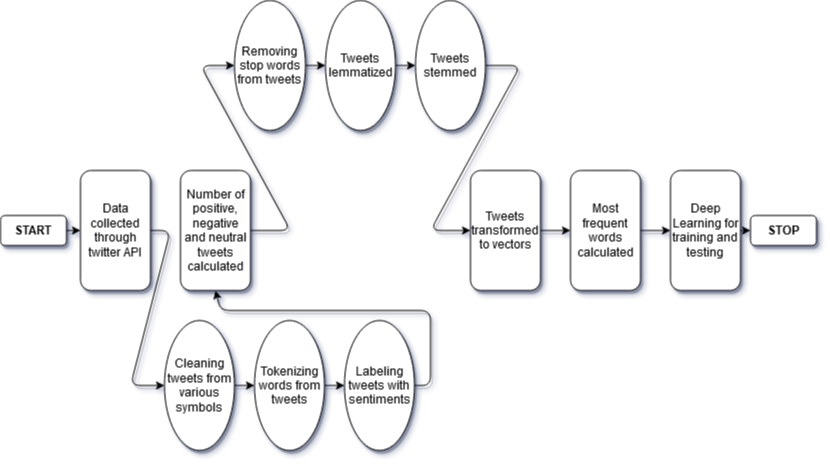 START
Data
collected
through
twitter API
Cleaning
tweets from
various
symbols
Tokenizing
words from
tweets
Labeling
tweets with
sentiments
Number of
positive,
negative
and neutral
tweets
calculated
Removing
stop words
from tweets
Tweets
lemmatized
Tweets
stemmed
Tweets
transformed
to vectors
Most
frequent
words
calculated
Deep
Learning for
training and
testing
STOP